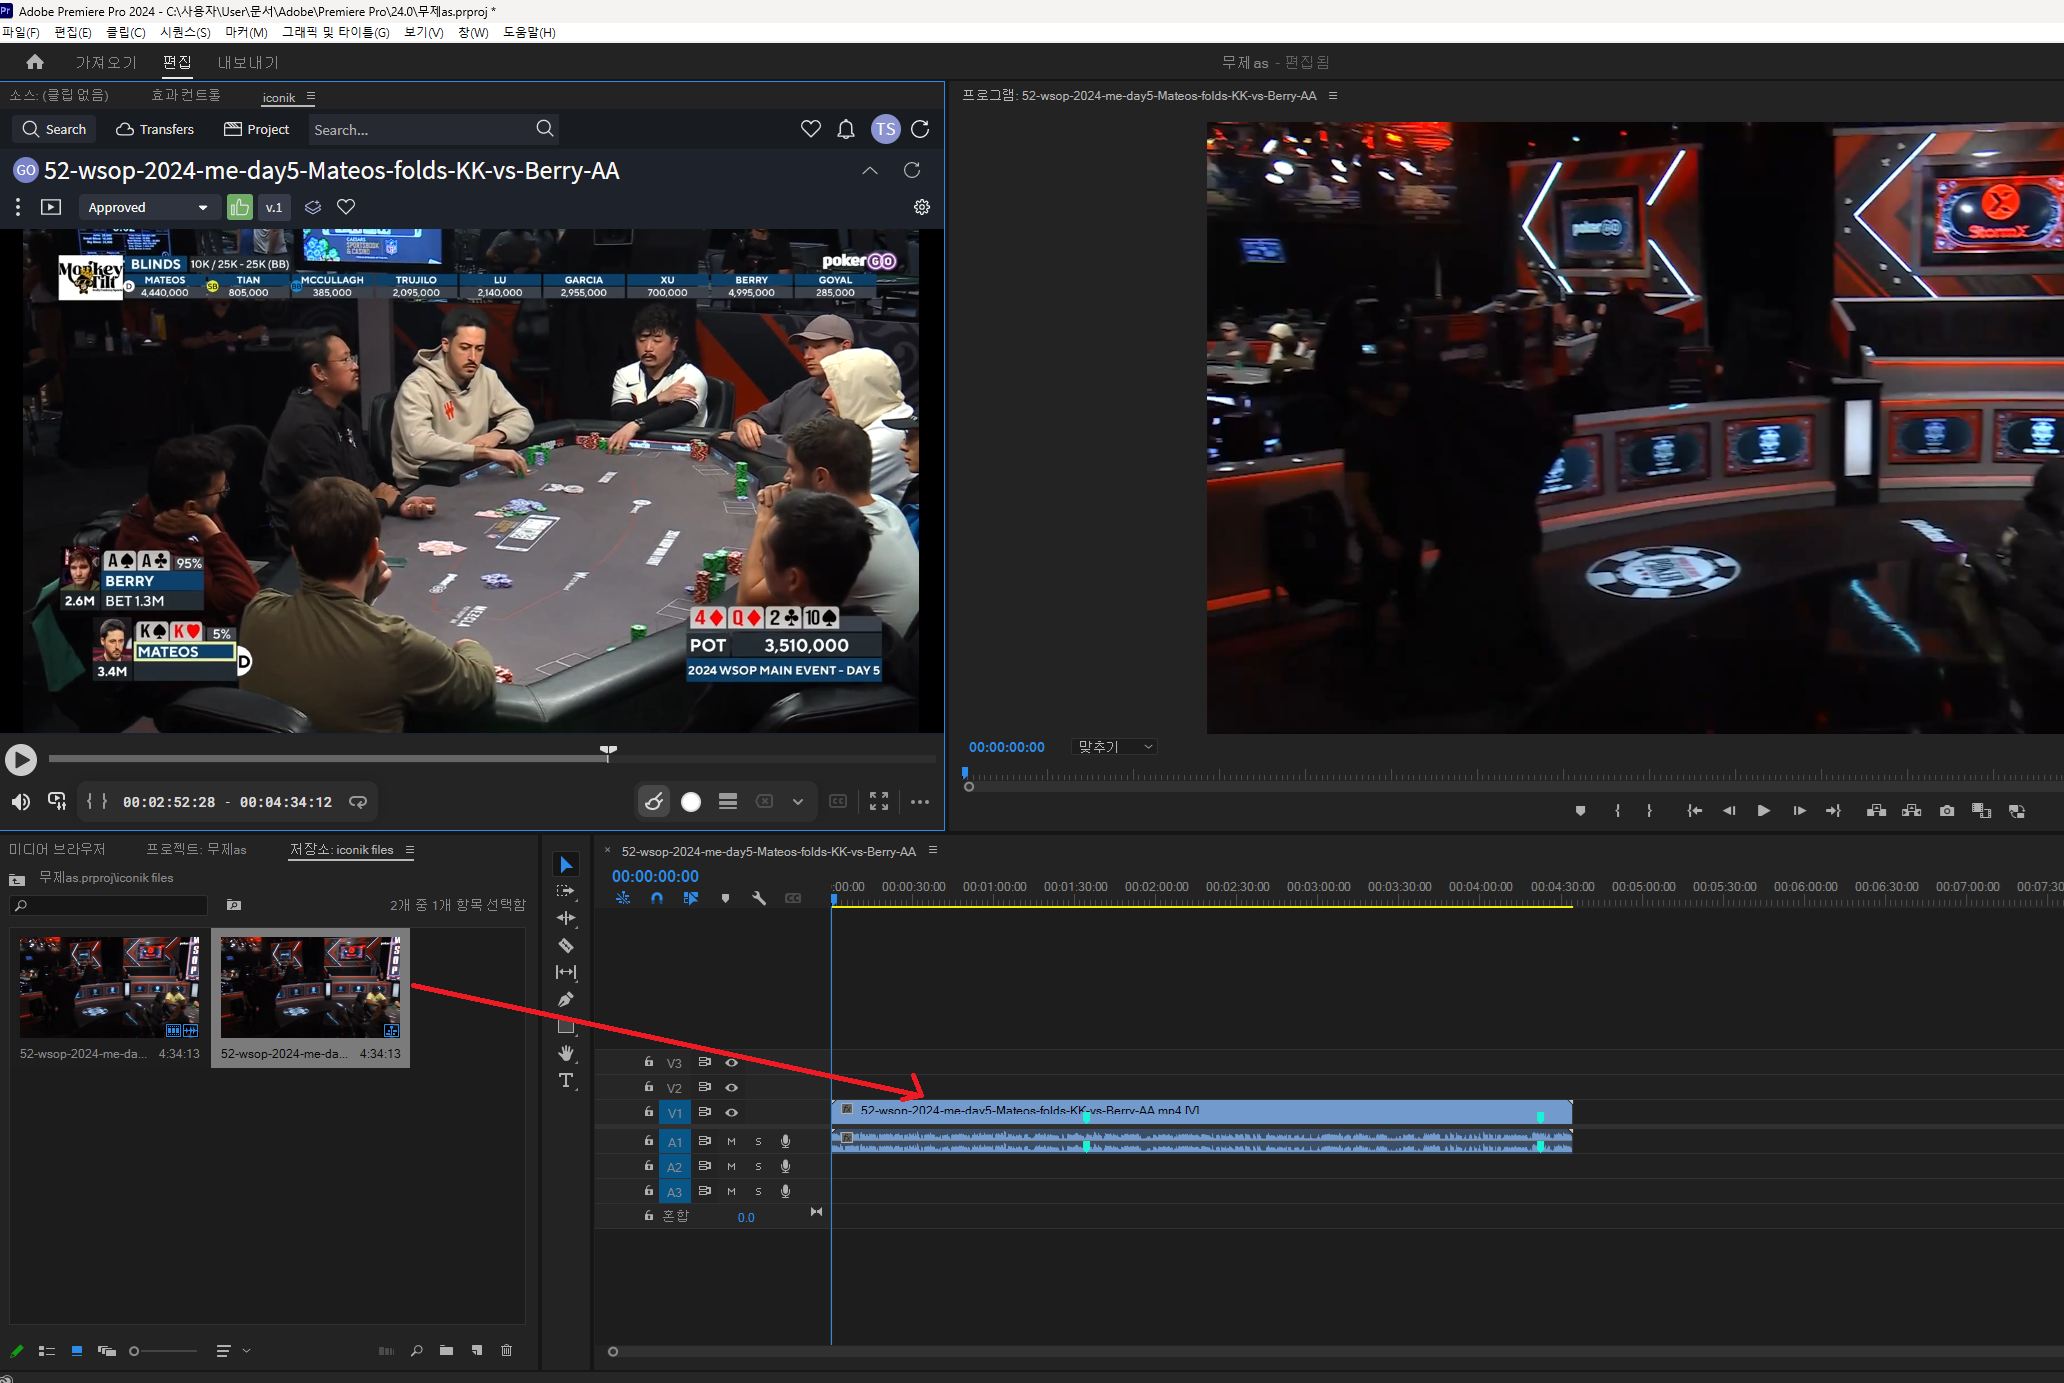 Adobe Premiere Pro 2024 - C:\사용자\User\문서\Adobe\Premiere Pro\24.0\무제as.prproj *
파일(F) 편집(E) 클립(C) 시퀀스(S) 마커(M) 그래픽 및 타이틀(G) 보기(V) 창(W) 도움말(H)
가져오기 편집 내보내기
무제as - 편집됨
소스: (클립 없음) 효과 컨트롤 iconik
Search Transfers Project Search... TS
GO 52-wsop-2024-me-day5-Mateos-folds-KK-vs-Berry-AA
Approved v.1
Monkey Tilt
BLINDS 10K / 25K - 25K (BB)
CAESARS SPORTSBOOK & CASINO
pokerGO
D MATEOS SB TIAN BB MCCULLAGH TRUJILO LU GARCIA XU BERRY GOYAL
4,440,000 805,000 385,000 2,095,000 2,140,000 2,955,000 700,000 4,995,000 285,000
A♠ A♣ 95%
BERRY
2.6M BET 1.3M
K♠ K♥ 5%
MATEOS
D
3.4M
4♦ Q♦ 2♣ 10♠
POT 3,510,000
2024 WSOP MAIN EVENT - DAY 5
{ } 00:02:52:28 - 00:04:34:12
프로그램: 52-wsop-2024-me-day5-Mateos-folds-KK-vs-Berry-AA
pokerGO
StormX
POKER
00:00:00:00 맞추기
미디어 브라우저 프로젝트: 무제as 저장소: iconik files
무제as.prproj\iconik files
2개 중 1개 항목 선택함
52-wsop-2024-me-da... 4:34:13 52-wsop-2024-me-da... 4:34:13
× 52-wsop-2024-me-day5-Mateos-folds-KK-vs-Berry-AA
00:00:00:00
:00:00 00:00:30:00 00:01:00:00 00:01:30:00 00:02:00:00 00:02:30:00 00:03:00:00 00:03:30:00 00:04:00:00 00:04:30:00 00:05:00:00 00:05:30:00 00:06:00:00 00:06:30:00 00:07:00:00 00:07:30
V3
V2
V1 fx 52-wsop-2024-me-day5-Mateos-folds-KK-vs-Berry-AA.mp4 [V]
A1 M S fx
A2 M S
A3 M S
혼합 0.0